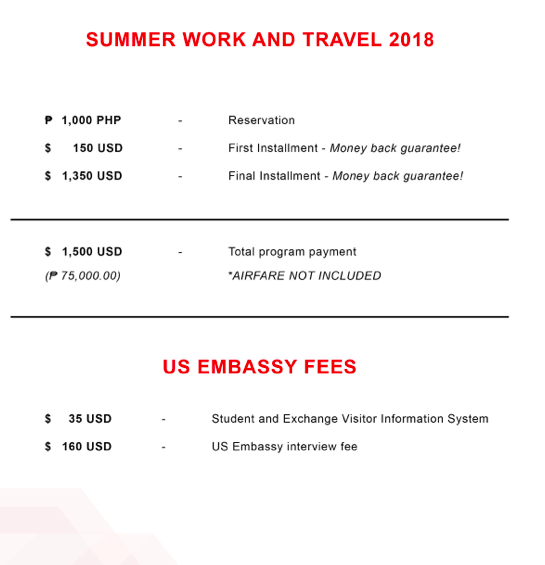 SUMMER WORK AND TRAVEL 2018
₱ 1,000 PHP - Reservation
$ 150 USD - First Installment - Money back guarantee!
$ 1,350 USD - Final Installment - Money back guarantee!
$ 1,500 USD - Total program payment
(₱ 75,000.00) *AIRFARE NOT INCLUDED
US EMBASSY FEES
$ 35 USD - Student and Exchange Visitor Information System
$ 160 USD - US Embassy interview fee